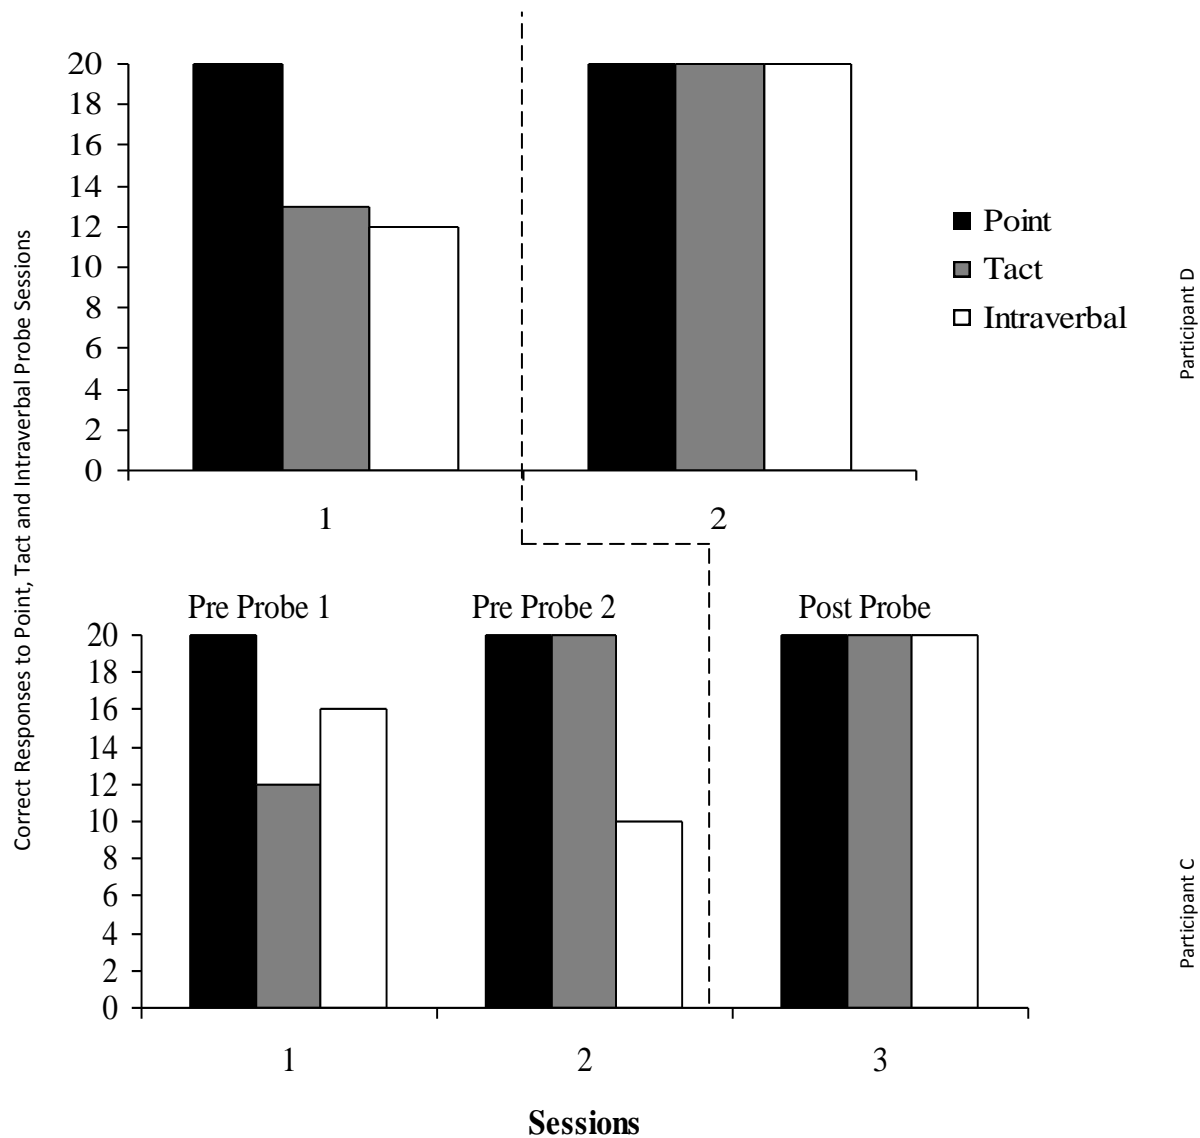 Correct Responses to Point, Tact and Intraverbal Probe Sessions
20
18
16
14
12
10
8
6
4
2
0
1
2
Point
Tact
Intraverbal
Participant D
Pre Probe 1
Pre Probe 2
Post Probe
20
18
16
14
12
10
8
6
4
2
0
1
2
3
Participant C
Sessions